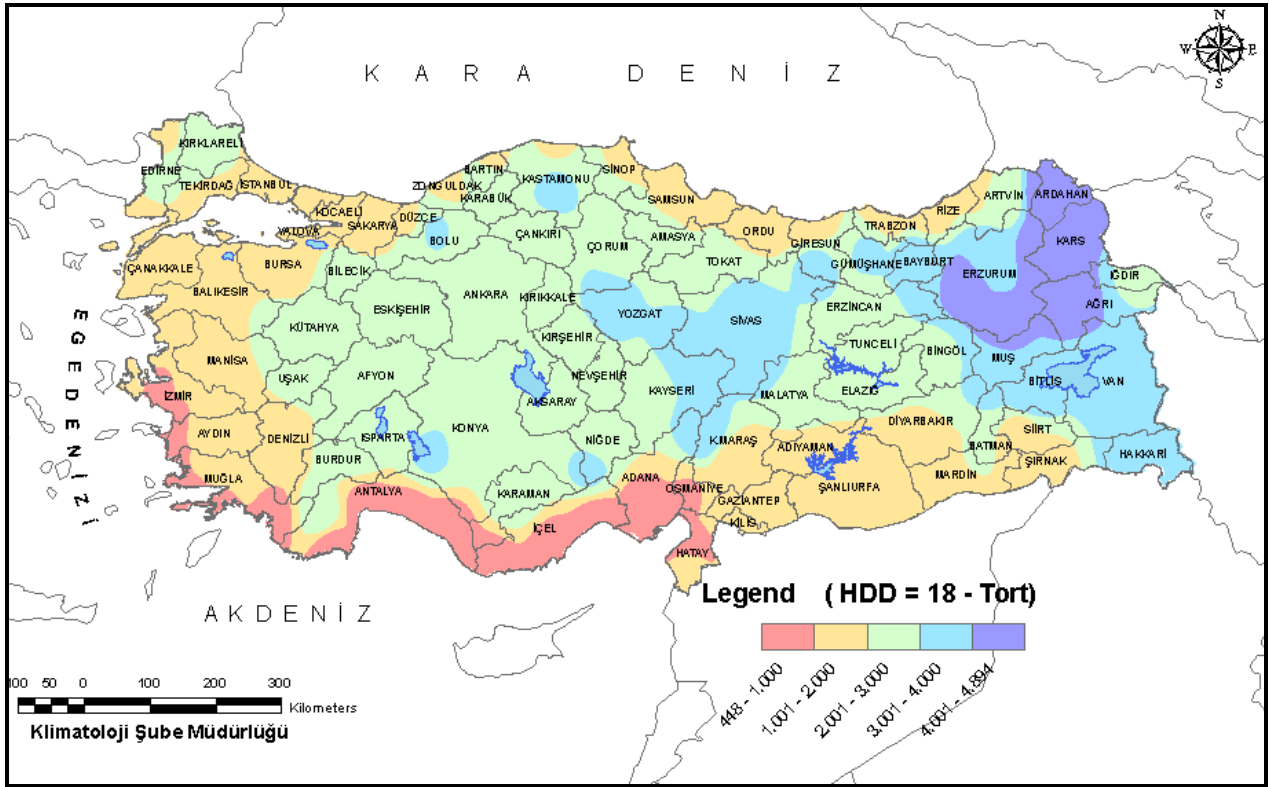 N
W E
S
K A R A D E N İ Z
KIRKLARELİ
EDİRNE
TEKİRDAĞ
İSTANBUL
KOCAELİ
YALOVA
SAKARYA
DÜZCE
ZONGULDAK
BARTIN
KARABÜK
KASTAMONU
SİNOP
SAMSUN
ORDU
GİRESUN
TRABZON
RİZE
ARTVİN
ARDAHAN
KARS
BOLU
ÇANKIRI
ÇORUM
AMASYA
TOKAT
GÜMÜŞHANE
BAYBURT
ERZURUM
IĞDIR
AĞRI
ÇANAKKALE
BALIKESİR
BURSA
BİLECİK
ESKİŞEHİR
ANKARA
KIRIKKALE
YOZGAT
SİVAS
ERZİNCAN
KÜTAHYA
KIRŞEHİR
TUNCELİ
BİNGÖL
MUŞ
MANİSA
UŞAK
AFYON
NEVŞEHİR
KAYSERİ
MALATYA
ELAZIĞ
BİTLİS
VAN
İZMİR
AKSARAY
AYDIN
DENİZLİ
ISPARTA
KONYA
NİĞDE
K.MARAŞ
ADIYAMAN
DİYARBAKIR
BATMAN
SİİRT
ŞIRNAK
HAKKARİ
BURDUR
MUĞLA
ANTALYA
KARAMAN
ADANA
OSMANİYE
GAZİANTEP
ŞANLIURFA
MARDİN
KİLİS
İÇEL
HATAY
E G E D E N İ Z İ
A K D E N İ Z
Legend ( HDD = 18 - Tort)
448 - 1.000
1.001 - 2.000
2.001 - 3.000
3.001 - 4.000
4.001 - 4.894
100 50 0 100 200 300
Kilometers
Klimatoloji Şube Müdürlüğü